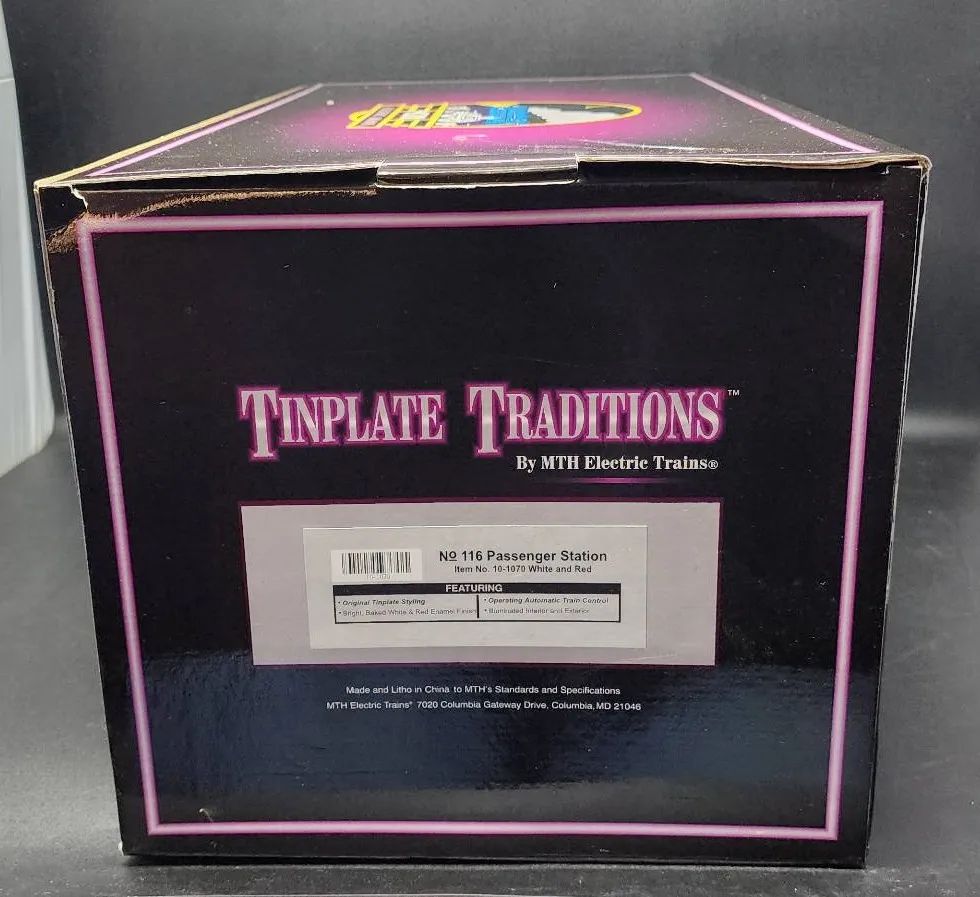 TINPLATE TRADITIONS™
By MTH Electric Trains®
Nº 116 Passenger Station
Item No. 10-1070 White and Red
10-1070
FEATURING
• Original Tinplate Styling
• Bright, Baked White & Red Enamel Finish
• Operating Automatic Train Control
• Illuminated Interior and Exterior
Made and Litho in China to MTH's Standards and Specifications
MTH Electric Trains® 7020 Columbia Gateway Drive, Columbia, MD 21046